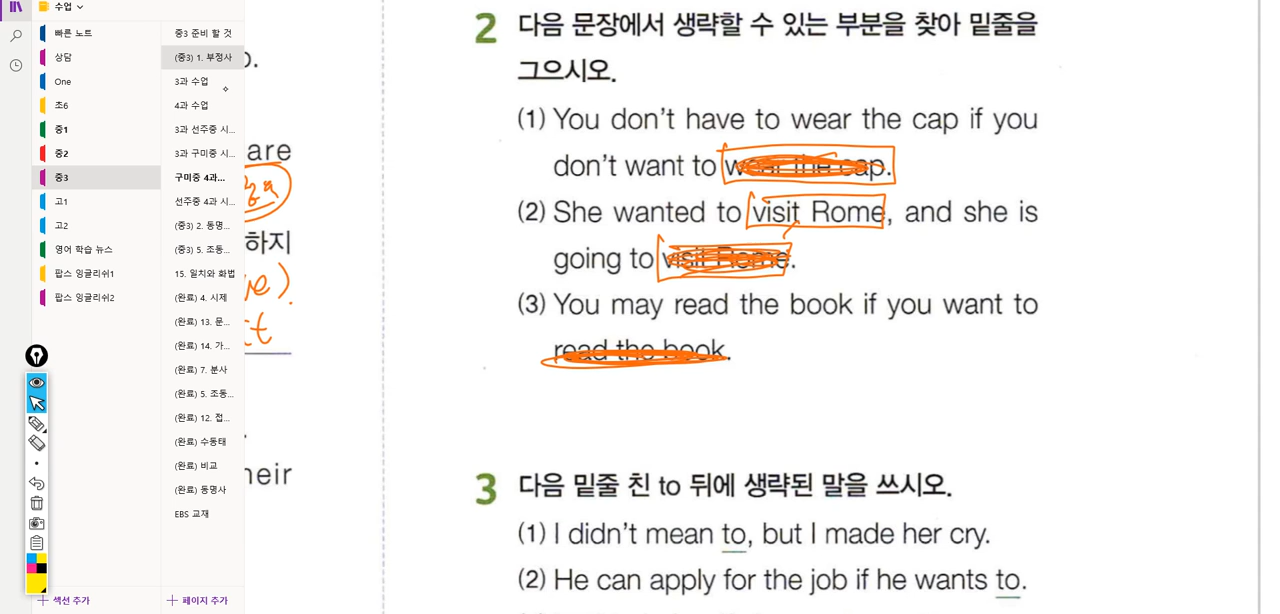 수업
빠른 노트
상담
One
초6
중1
중2
중3
고1
고2
영어 학습 뉴스
팝스 잉글리쉬1
팝스 잉글리쉬2
섹션 추가
중3 준비 할 것
(중3) 1. 부정사
3과 수업
4과 수업
3과 선주중 시...
3과 구미중 시...
구미중 4과...
선주중 4과 시...
(중3) 2. 동명...
(중3) 5. 조동...
15. 일치와 화법
(완료) 4. 시제
(완료) 13. 문...
(완료) 14. 가...
(완료) 7. 분사
(완료) 5. 조동...
(완료) 12. 접...
(완료) 수동태
(완료) 비교
(완료) 동명사
EBS 교재
페이지 추가
are
하지
heir
2 다음 문장에서 생략할 수 있는 부분을 찾아 밑줄을
그으시오.
(1) You don't have to wear the cap if you
don't want to wear the cap.
(2) She wanted to visit Rome, and she is
going to visit Rome.
(3) You may read the book if you want to
read the book.
3 다음 밑줄 친 to 뒤에 생략된 말을 쓰시오.
(1) I didn't mean to, but I made her cry.
(2) He can apply for the job if he wants to.